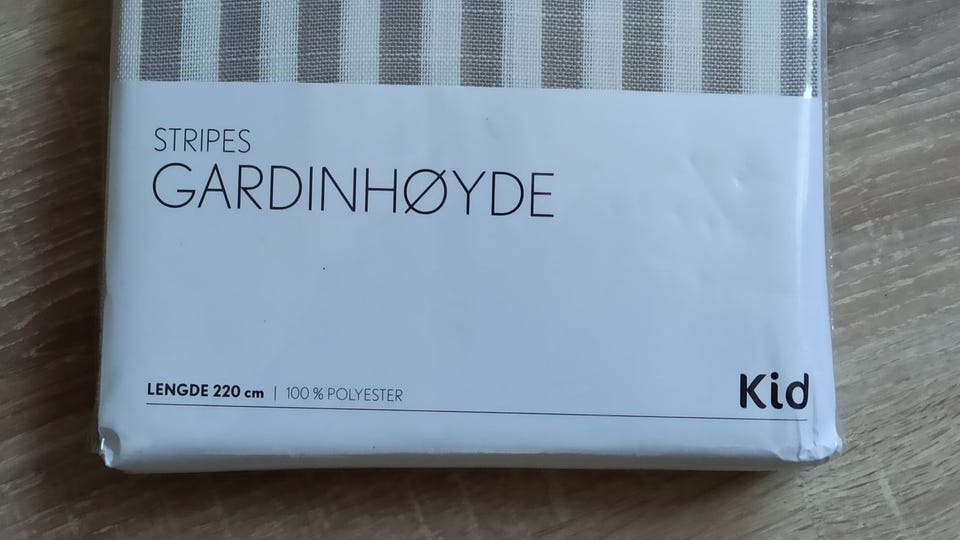 STRIPES
GARDINHØYDE
LENGDE 220 cm | 100 % POLYESTER
Kid